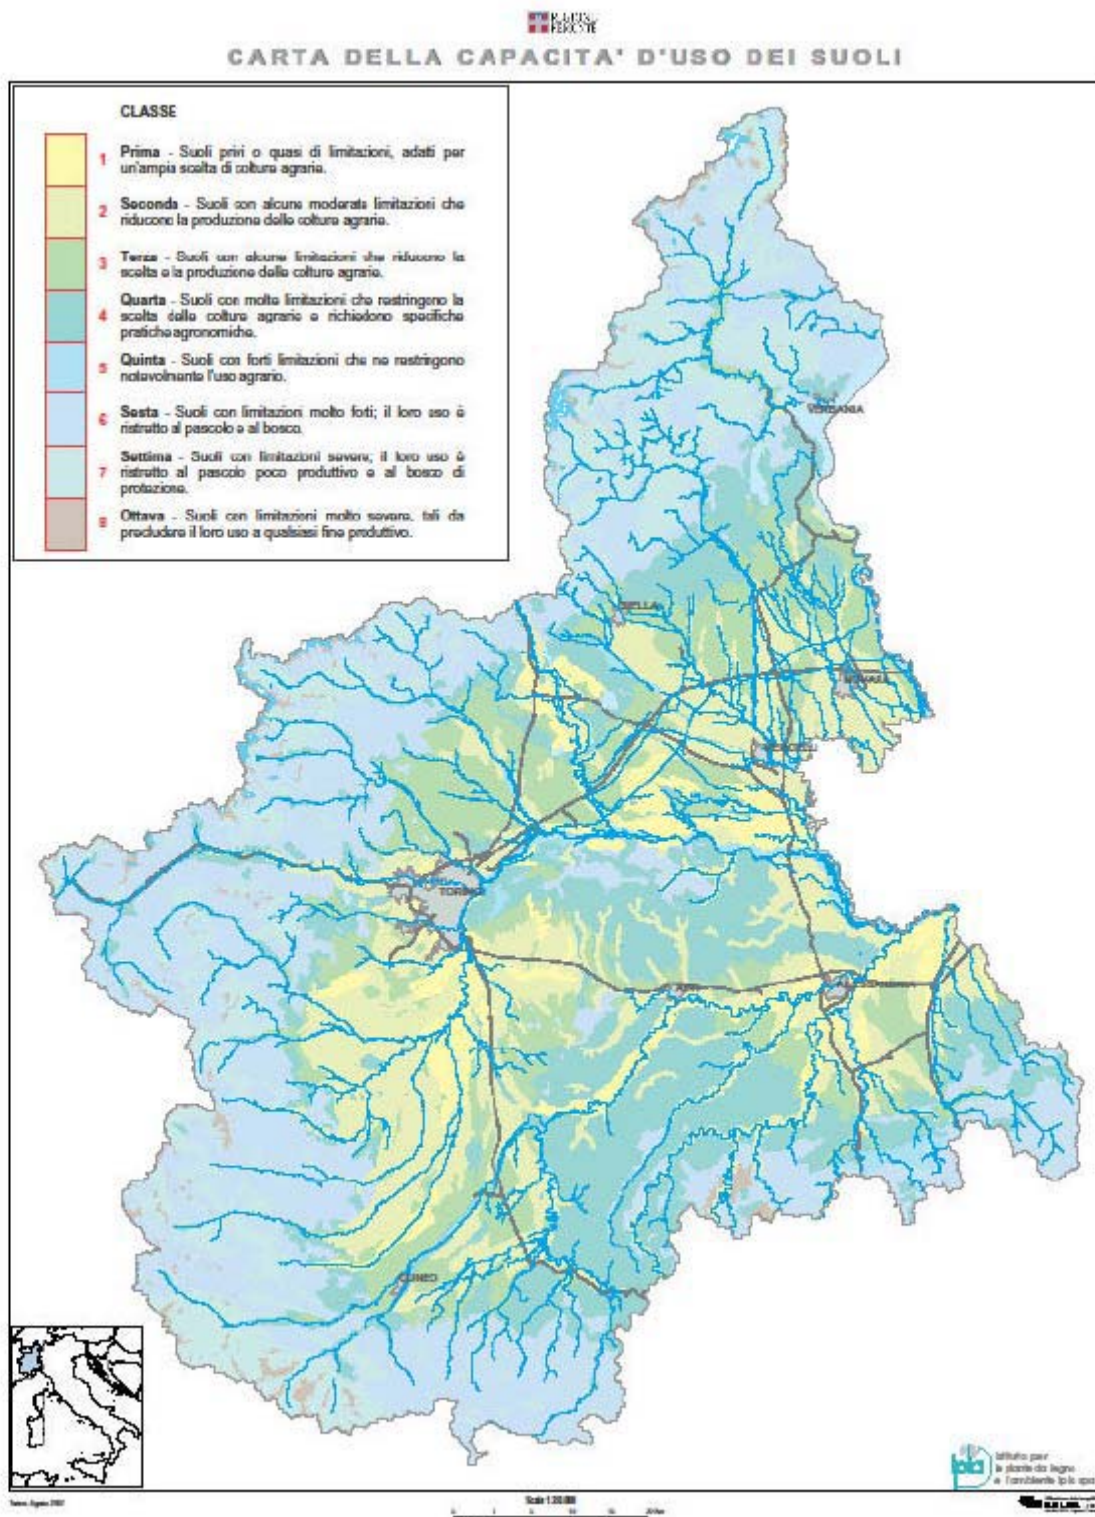 REGIONE
PIEMONTE
CARTA DELLA CAPACITA' D'USO DEI SUOLI
CLASSE
1 Prima - Suoli privi o quasi di limitazioni, adatti per
un'ampia scelta di colture agrarie.
2 Seconda - Suoli con alcune moderate limitazioni che
riducono la produzione delle colture agrarie.
3 Terza - Suoli con alcune limitazioni che riducono la
scelta e la produzione delle colture agrarie.
4 Quarta - Suoli con molte limitazioni che restringono la
scelta delle colture agrarie e richiedono specifiche
pratiche agronomiche.
5 Quinta - Suoli con forti limitazioni che ne restringono
notevolmente l'uso agrario.
6 Sesta - Suoli con limitazioni molto foti; il loro uso è
ristretto al pascolo e al bosco.
7 Settima - Suoli con limitazioni severe; il loro uso è
ristretto al pascolo poco produttivo e al bosco di
protezione.
8 Ottava - Suoli con limitazioni molto severe, tali da
precludere il loro uso a qualsiasi fine produttivo.
VERBANIA
BIELLA
NOVARA
VERCELLI
TORINO
ASTI
ALESSANDRIA
CUNEO
ipla
Istituto per
le piante da legno
e l'ambiente ipla spa